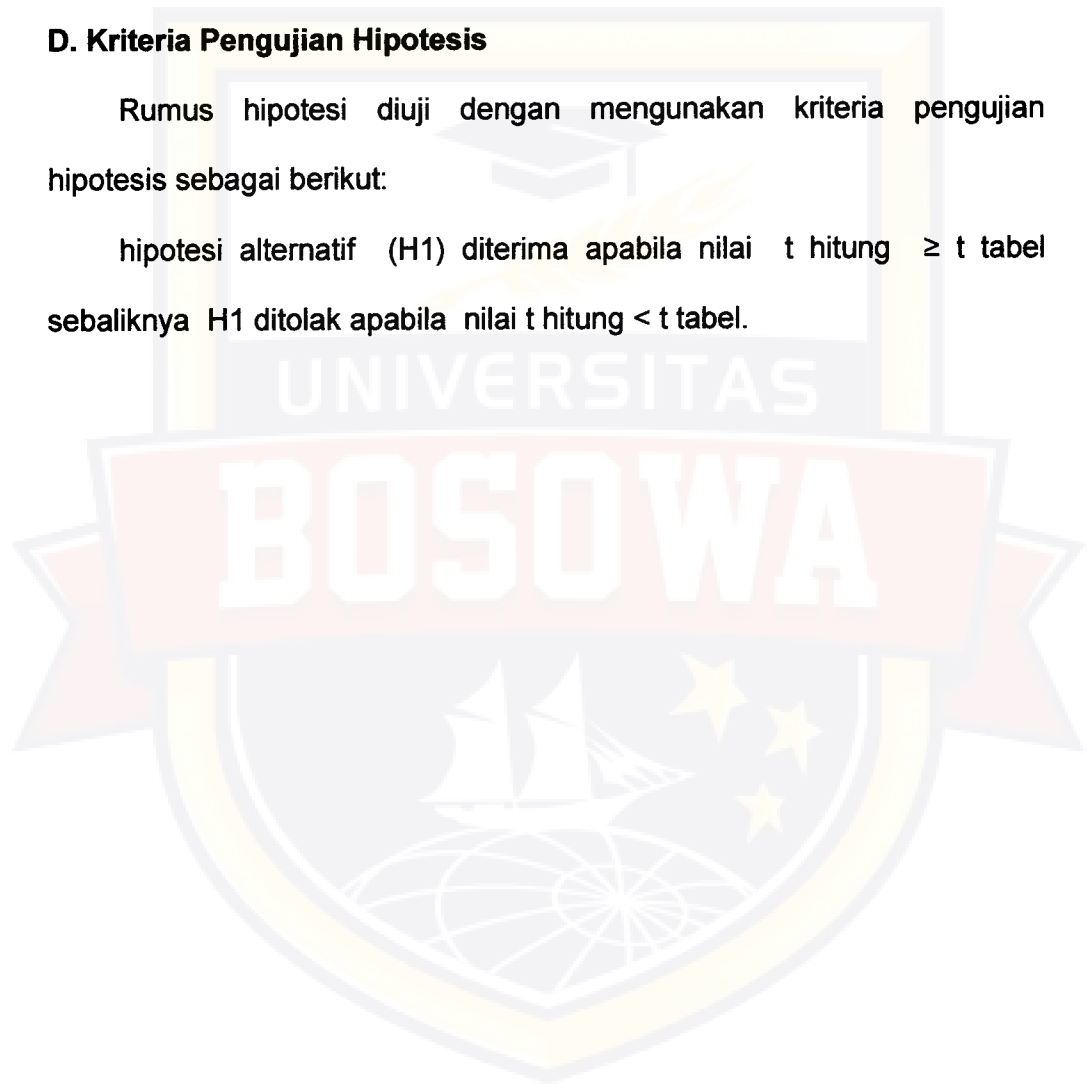 D. Kriteria Pengujian Hipotesis
Rumus hipotesi diuji dengan mengunakan kriteria pengujian
hipotesis sebagai berikut:
hipotesi alternatif (H1) diterima apabila nilai t hitung ≥ t tabel
sebaliknya H1 ditolak apabila nilai t hitung < t tabel.
UNIVERSITAS
BOSOWA